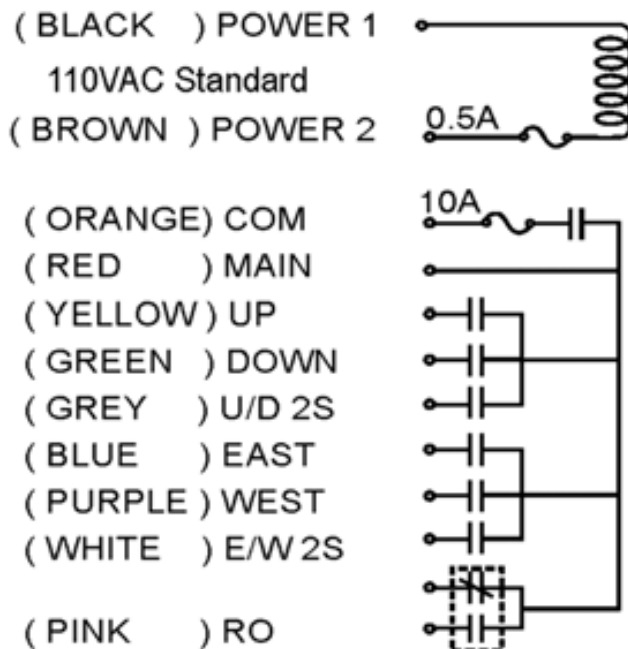 ( BLACK ) POWER 1
110VAC Standard
( BROWN ) POWER 2 0.5A
( ORANGE) COM 10A
( RED ) MAIN
( YELLOW ) UP
( GREEN ) DOWN
( GREY ) U/D 2S
( BLUE ) EAST
( PURPLE ) WEST
( WHITE ) E/W 2S
( PINK ) RO